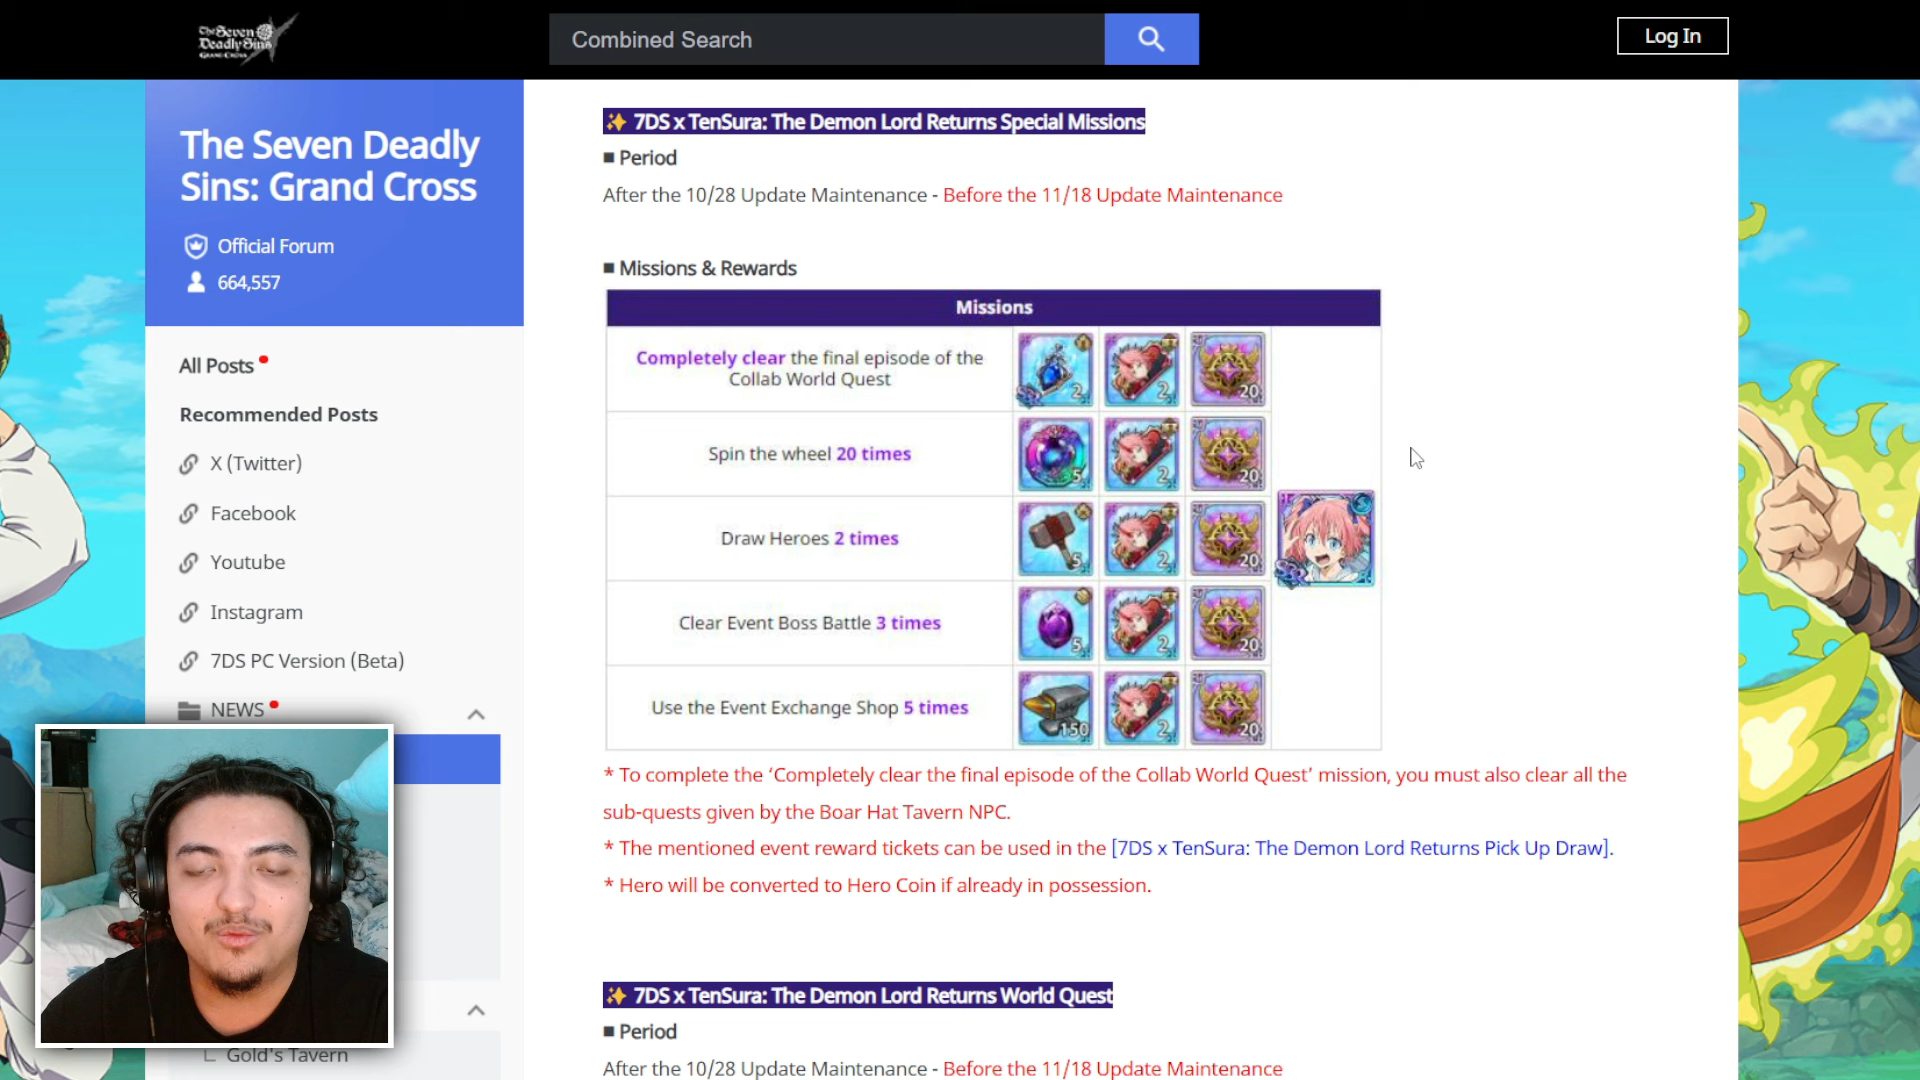 The Seven
Deadly Sins
GRAND CROSS
Combined Search
Log In
The Seven Deadly
Sins: Grand Cross
Official Forum
664,557
All Posts
Recommended Posts
X (Twitter)
Facebook
Youtube
Instagram
7DS PC Version (Beta)
NEWS
Gold's Tavern
7DS x TenSura: The Demon Lord Returns Special Missions
■ Period
After the 10/28 Update Maintenance - Before the 11/18 Update Maintenance
■ Missions & Rewards
Missions
Completely clear the final episode of the
Collab World Quest
2 2 20
Spin the wheel 20 times
5 2 20
Draw Heroes 2 times
5 2 20
Clear Event Boss Battle 3 times
5 2 20
Use the Event Exchange Shop 5 times
150 2 20
* To complete the ‘Completely clear the final episode of the Collab World Quest’ mission, you must also clear all the
sub-quests given by the Boar Hat Tavern NPC.
* The mentioned event reward tickets can be used in the [7DS x TenSura: The Demon Lord Returns Pick Up Draw].
* Hero will be converted to Hero Coin if already in possession.
7DS x TenSura: The Demon Lord Returns World Quest
■ Period
After the 10/28 Update Maintenance - Before the 11/18 Update Maintenance